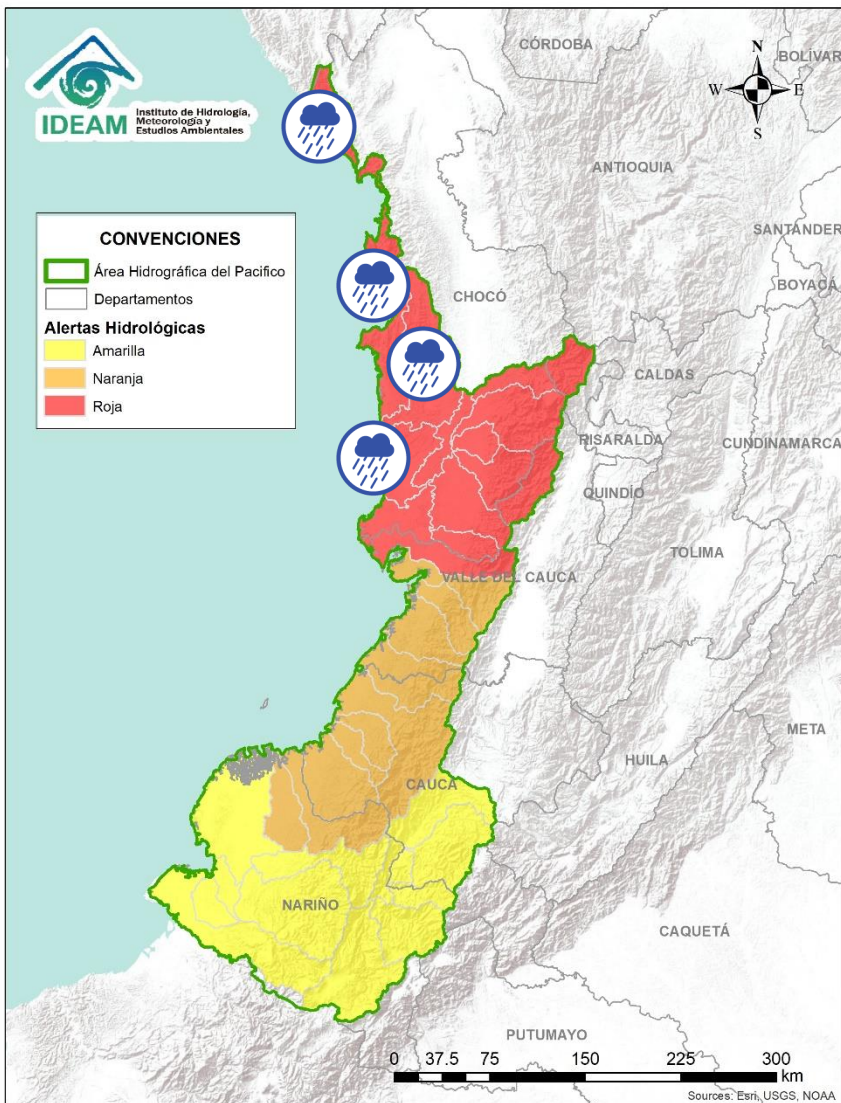 IDEAM
Instituto de Hidrología,
Meteorología y
Estudios Ambientales
N
W
E
S
CÓRDOBA
BOLÍVAR
ANTIOQUIA
SANTANDER
BOYACÁ
CHOCÓ
CALDAS
RISARALDA
CUNDINAMARCA
QUINDÍO
TOLIMA
VALLE DEL CAUCA
META
HUILA
CAUCA
NARIÑO
CAQUETÁ
PUTUMAYO
CONVENCIONES
Área Hidrográfica del Pacifico
Departamentos
Alertas Hidrológicas
Amarilla
Naranja
Roja
0 37.5 75 150 225 300
km
Sources: Esri, USGS, NOAA